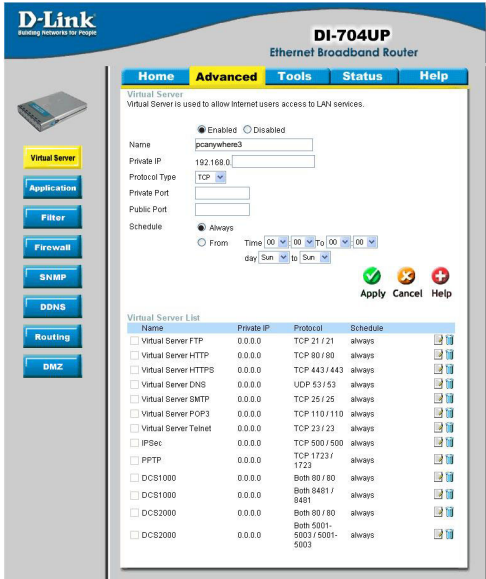 D-Link
Building Networks for People
DI-704UP
Ethernet Broadband Router
Home Advanced Tools Status Help
Virtual Server
Application
Filter
Firewall
SNMP
DDNS
Routing
DMZ
Virtual Server
Virtual Server is used to allow Internet users access to LAN services.
Enabled Disabled
Name pcanywhere3
Private IP 192.168.0.
Protocol Type TCP
Private Port
Public Port
Schedule Always
From Time 00 : 00 To 00 : 00
day Sun to Sun
Apply Cancel Help
Virtual Server List
Name Private IP Protocol Schedule
Virtual Server FTP 0.0.0.0 TCP 21 / 21 always
Virtual Server HTTP 0.0.0.0 TCP 80 / 80 always
Virtual Server HTTPS 0.0.0.0 TCP 443 / 443 always
Virtual Server DNS 0.0.0.0 UDP 53 / 53 always
Virtual Server SMTP 0.0.0.0 TCP 25 / 25 always
Virtual Server POP3 0.0.0.0 TCP 110 / 110 always
Virtual Server Telnet 0.0.0.0 TCP 23 / 23 always
IPSec 0.0.0.0 TCP 500 / 500 always
PPTP 0.0.0.0 TCP 1723 / 1723 always
DCS1000 0.0.0.0 Both 80 / 80 always
DCS1000 0.0.0.0 Both 8481 / 8481 always
DCS2000 0.0.0.0 Both 80 / 80 always
DCS2000 0.0.0.0 Both 5001-5003 / 5001-5003 always